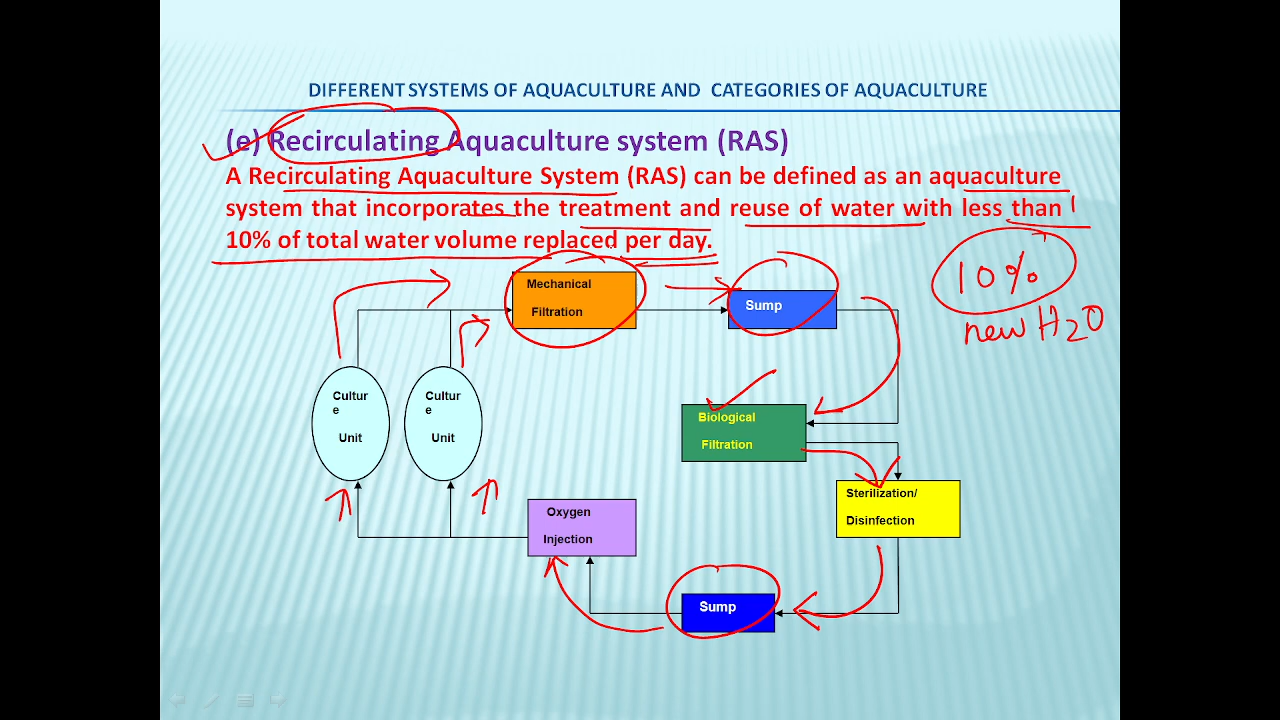 DIFFERENT SYSTEMS OF AQUACULTURE AND CATEGORIES OF AQUACULTURE
(e) Recirculating Aquaculture system (RAS)
A Recirculating Aquaculture System (RAS) can be defined as an aquaculture
system that incorporates the treatment and reuse of water with less than
10% of total water volume replaced per day.
10%
new H2O
Mechanical
Filtration
Sump
Cultur
e
Unit
Cultur
e
Unit
Biological
Filtration
Sterilization/
Disinfection
Oxygen
Injection
Sump